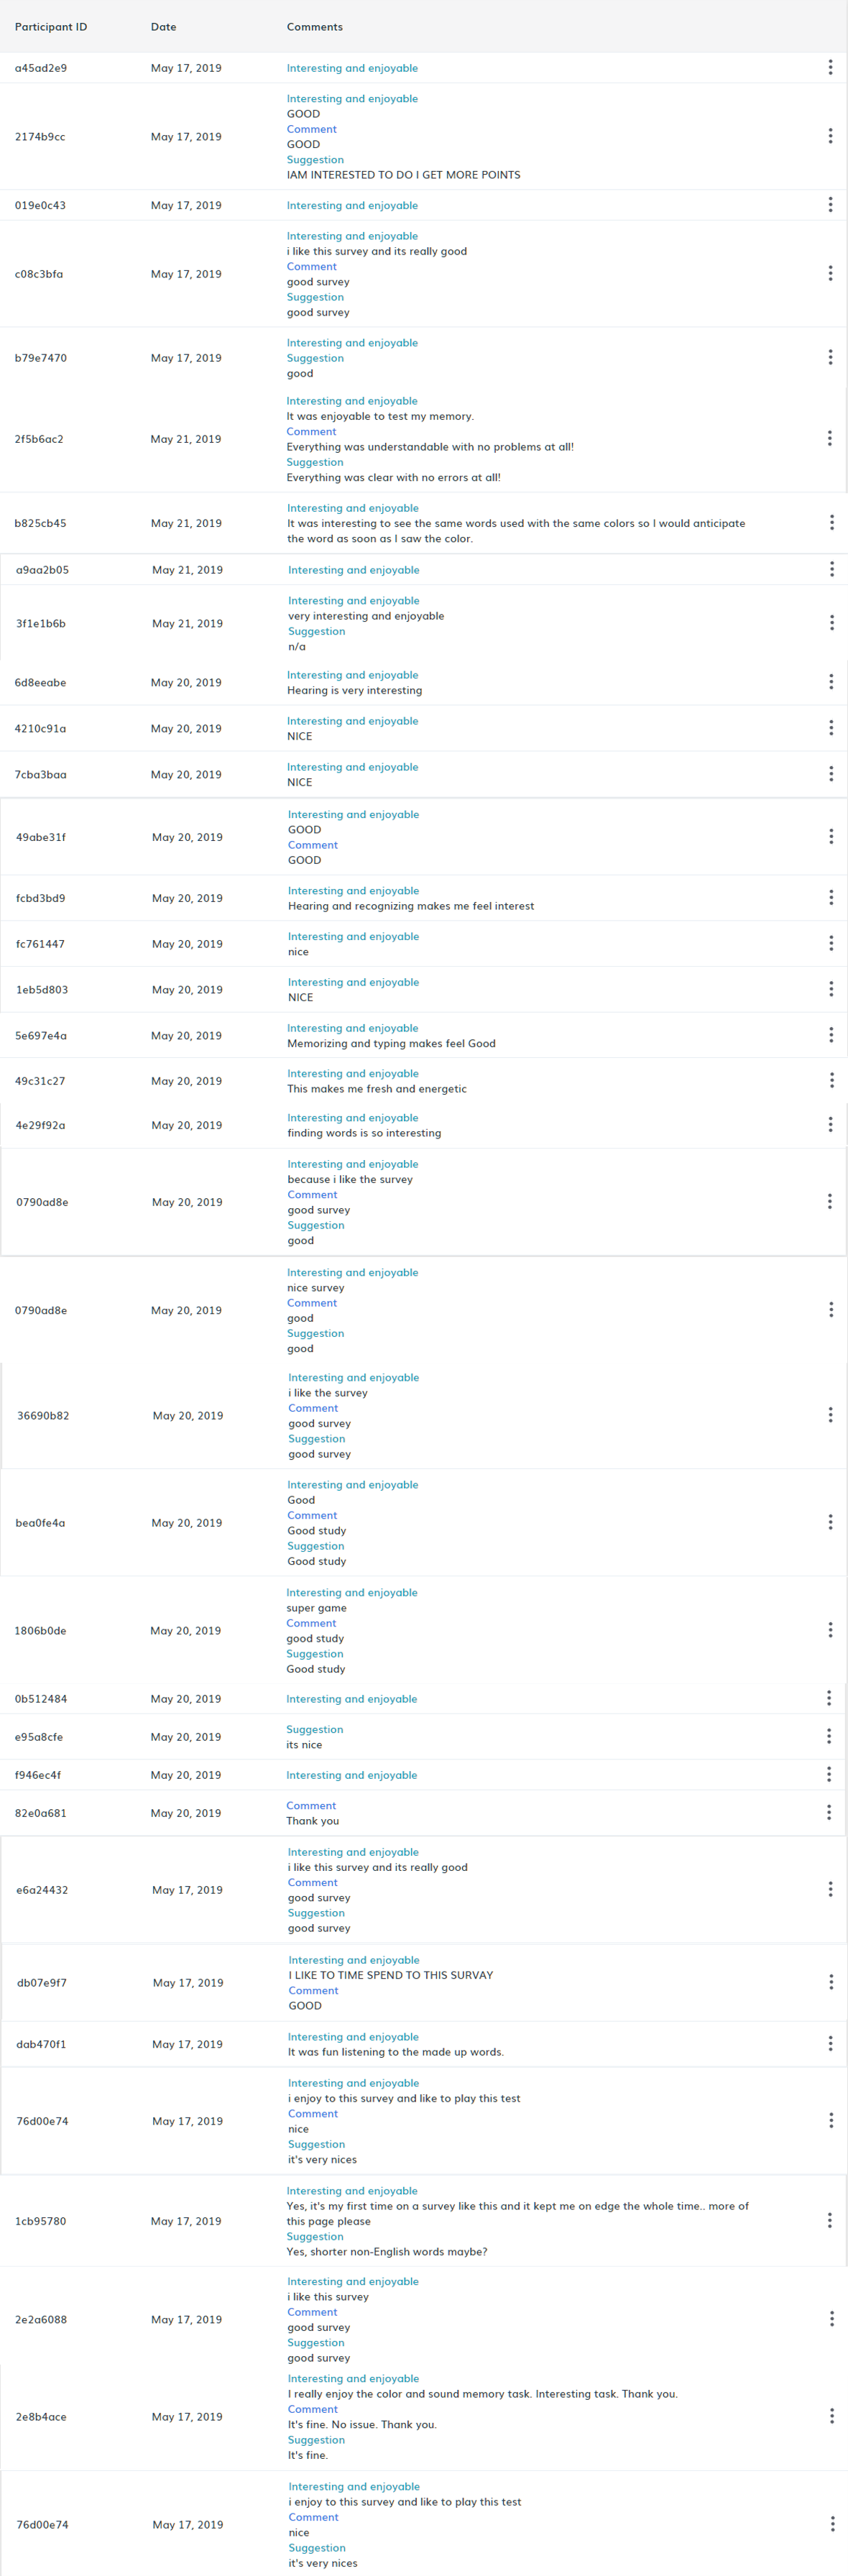 Participant ID Date Comments
a45ad2e9 May 17, 2019 Interesting and enjoyable
Interesting and enjoyable
GOOD
Comment
2174b9cc May 17, 2019
GOOD
Suggestion
IAM INTERESTED TO DO I GET MORE POINTS
019e0c43 May 17, 2019 Interesting and enjoyable
Interesting and enjoyable
i like this survey and its really good
Comment
c08c3bfa May 17, 2019
good survey
Suggestion
good survey
Interesting and enjoyable
b79e7470 May 17, 2019 Suggestion
good
Interesting and enjoyable
It was enjoyable to test my memory.
Comment
2f5b6ac2 May 21, 2019
Everything was understandable with no problems at all!
Suggestion
Everything was clear with no errors at all!
Interesting and enjoyable
b825cb45 May 21, 2019 It was interesting to see the same words used with the same colors so I would anticipate
the word as soon as I saw the color.
a9aa2b05 May 21, 2019 Interesting and enjoyable
Interesting and enjoyable
very interesting and enjoyable
3f1e1b6b May 21, 2019
Suggestion
n/a
Interesting and enjoyable
6d8eeabe May 20, 2019
Hearing is very interesting
Interesting and enjoyable
4210c91a May 20, 2019
NICE
Interesting and enjoyable
7cba3baa May 20, 2019
NICE
Interesting and enjoyable
GOOD
49abe31f May 20, 2019
Comment
GOOD
Interesting and enjoyable
fcbd3bd9 May 20, 2019
Hearing and recognizing makes me feel interest
Interesting and enjoyable
fc761447 May 20, 2019
nice
Interesting and enjoyable
1eb5d803 May 20, 2019
NICE
Interesting and enjoyable
5e697e4a May 20, 2019
Memorizing and typing makes feel Good
Interesting and enjoyable
49c31c27 May 20, 2019
This makes me fresh and energetic
Interesting and enjoyable
4e29f92a May 20, 2019
finding words is so interesting
Interesting and enjoyable
because i like the survey
Comment
0790ad8e May 20, 2019
good survey
Suggestion
good
Interesting and enjoyable
nice survey
Comment
0790ad8e May 20, 2019
good
Suggestion
good
Interesting and enjoyable
i like the survey
Comment
36690b82 May 20, 2019
good survey
Suggestion
good survey
Interesting and enjoyable
Good
Comment
bea0fe4a May 20, 2019
Good study
Suggestion
Good study
Interesting and enjoyable
super game
Comment
1806b0de May 20, 2019
good study
Suggestion
Good study
0b512484 May 20, 2019 Interesting and enjoyable
Suggestion
e95a8cfe May 20, 2019
its nice
f946ec4f May 20, 2019 Interesting and enjoyable
Comment
82e0a681 May 20, 2019
Thank you
Interesting and enjoyable
i like this survey and its really good
Comment
e6a24432 May 17, 2019
good survey
Suggestion
good survey
Interesting and enjoyable
I LIKE TO TIME SPEND TO THIS SURVAY
db07e9f7 May 17, 2019
Comment
GOOD
Interesting and enjoyable
dab470f1 May 17, 2019
It was fun listening to the made up words.
Interesting and enjoyable
i enjoy to this survey and like to play this test
Comment
76d00e74 May 17, 2019
nice
Suggestion
it's very nices
Interesting and enjoyable
Yes, it's my first time on a survey like this and it kept me on edge the whole time.. more of
1cb95780 May 17, 2019 this page please
Suggestion
Yes, shorter non-English words maybe?
Interesting and enjoyable
i like this survey
Comment
2e2a6088 May 17, 2019
good survey
Suggestion
good survey
Interesting and enjoyable
I really enjoy the color and sound memory task. Interesting task. Thank you.
Comment
2e8b4ace May 17, 2019
It's fine. No issue. Thank you.
Suggestion
It's fine.
Interesting and enjoyable
i enjoy to this survey and like to play this test
Comment
76d00e74 May 17, 2019
nice
Suggestion
it's very nices